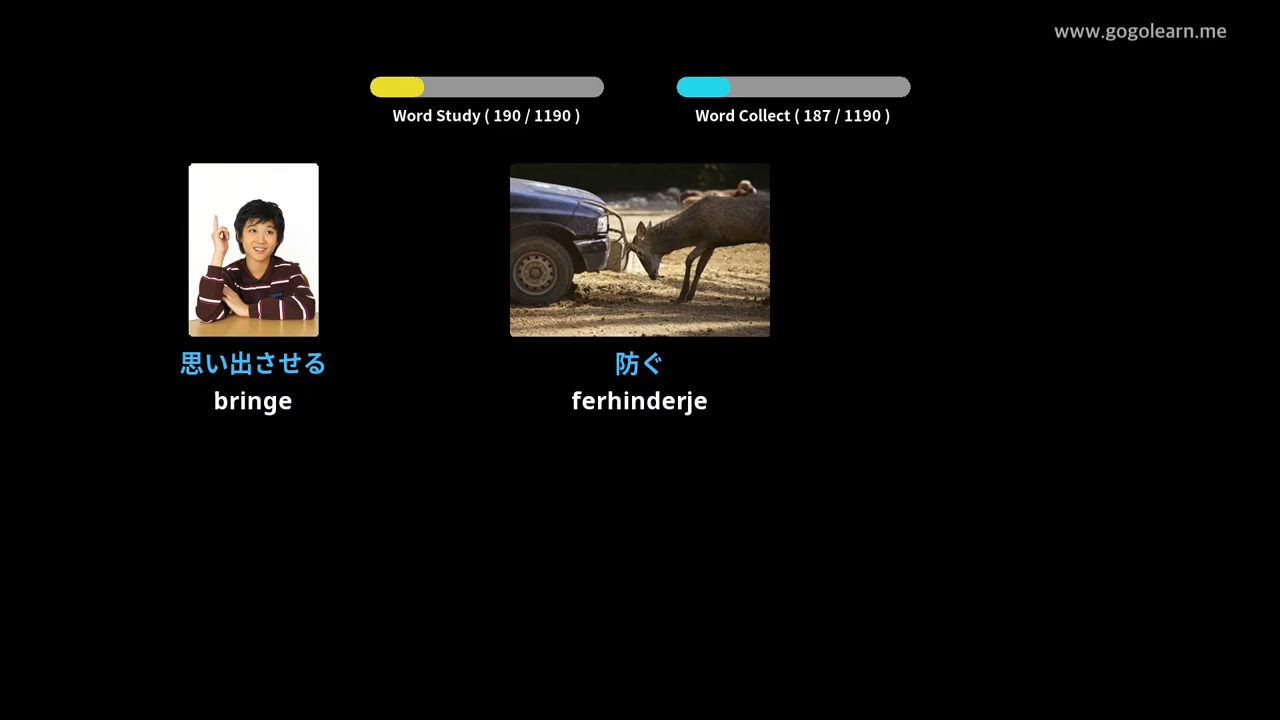 www.gogolearn.me
Word Study ( 190 / 1190 )
Word Collect ( 187 / 1190 )
思い出させる
bringe
防ぐ
ferhinderje